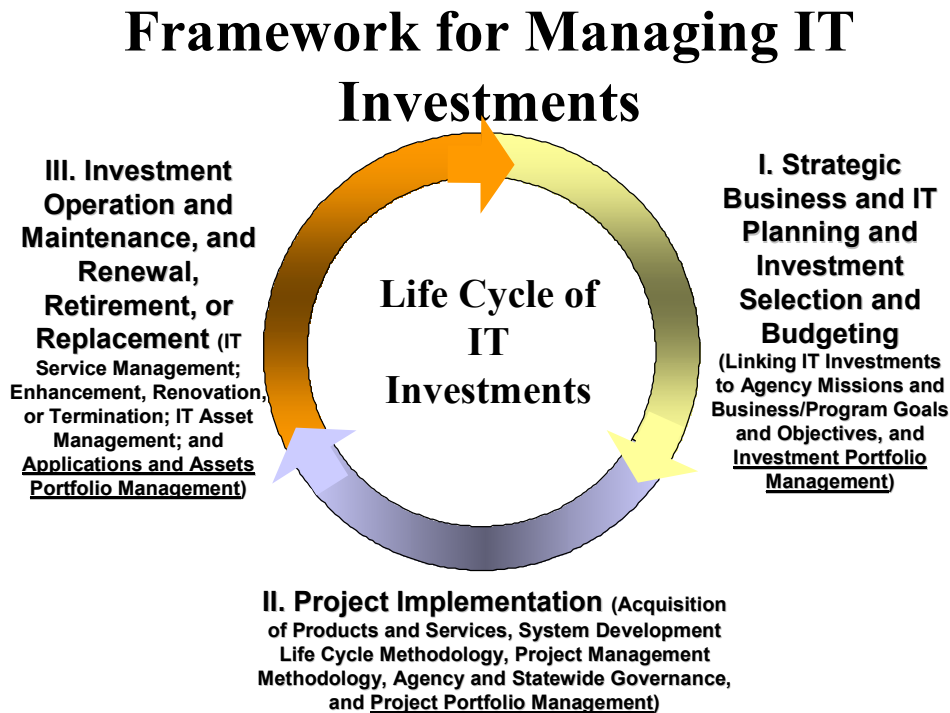 Framework for Managing IT
Investments
III. Investment
Operation and
Maintenance, and
Renewal,
Retirement, or
Replacement (IT
Service Management;
Enhancement, Renovation,
or Termination; IT Asset
Management; and
Applications and Assets
Portfolio Management)
Life Cycle of
IT
Investments
I. Strategic
Business and IT
Planning and
Investment
Selection and
Budgeting
(Linking IT Investments
to Agency Missions and
Business/Program Goals
and Objectives, and
Investment Portfolio
Management)
II. Project Implementation (Acquisition
of Products and Services, System Development
Life Cycle Methodology, Project Management
Methodology, Agency and Statewide Governance,
and Project Portfolio Management)